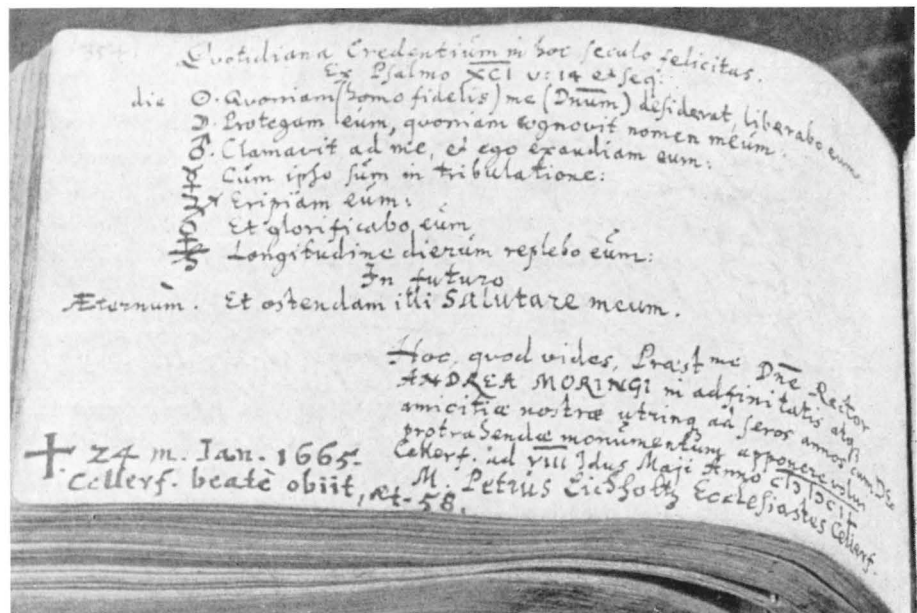 Quotidiana Credentium in hoc seculo felicitas.
Ex Psalmo XCI v: 14 et seq:
die ☉. Quoniam (homo fidelis) me (Dnum) desiderat, liberabo eum:
☽. Protegam eum, quoniam cognovit nomen meum:
♂. Clamavit ad me, et ego exaudiam eum:
☿ Cum ipso sum in tribulatione:
♃ Eripiam eum:
♀ Et glorificabo eum
♄ Longitudine dierum replebo eum:
In futuro
Æternum. Et ostendam illi Salutare meum.
Hoc, quod vides, Præst me Dne Rector
ANDREA MORINGI in adfinitatis atq
amicitiæ nostræ utrinq ad seros annos cum DEo
protrahendæ monumentum apponere volui
Cellerf. ad VIII Idus Maji Anno
M. Petrus Eichholtz Ecclesiastes Cellerf.
+ 24 m. Jan. 1665.
Cellerf. beatè obiit, æt. 58.